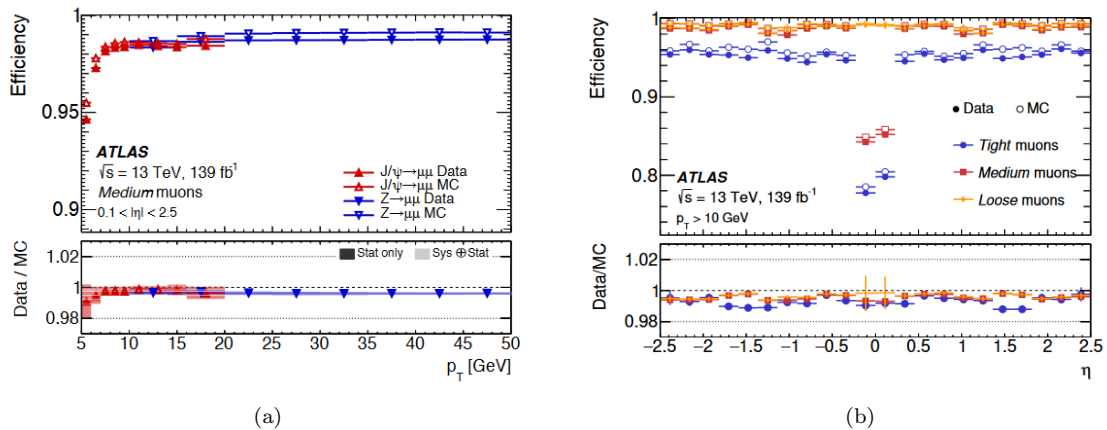 Efficiency
1
0.95
0.9
ATLAS
√s = 13 TeV, 139 fb⁻¹
Medium muons
0.1 < |η| < 2.5
J/ψ→μμ Data
J/ψ→μμ MC
Z→μμ Data
Z→μμ MC
Data / MC
1.02
1
0.98
Stat only
Sys ⊕ Stat
5 10 15 20 25 30 35 40 45 50
p_T [GeV]
(a)
Efficiency
1
0.9
0.8
Data MC
Tight muons
Medium muons
Loose muons
ATLAS
√s = 13 TeV, 139 fb⁻¹
p_T > 10 GeV
Data/MC
1.02
1
0.98
−2.5 −2 −1.5 −1 −0.5 0 0.5 1 1.5 2 2.5
η
(b)